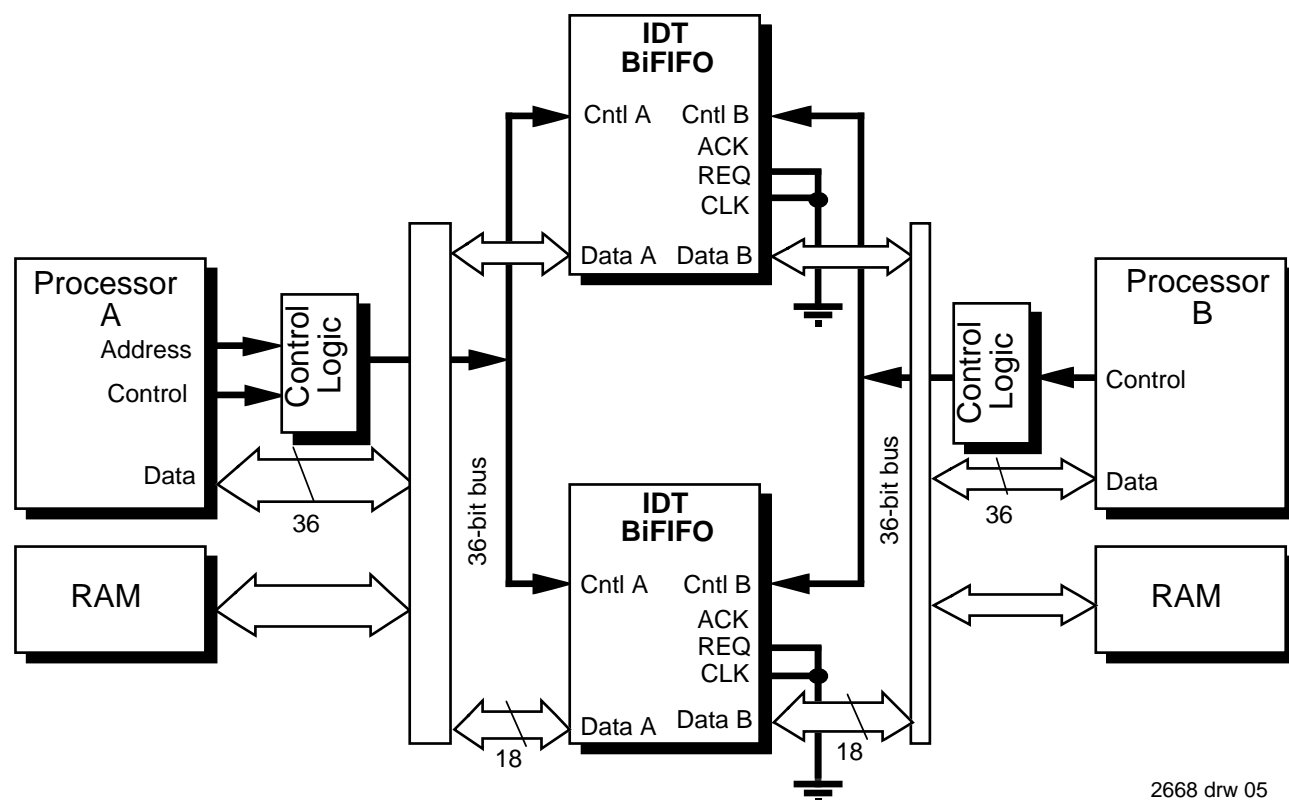 IDT
BiFIFO
Cntl A
Cntl B
ACK
REQ
CLK
Data A
Data B
Processor
A
Address
Control
Data
Control
Logic
36
RAM
36-bit bus
IDT
BiFIFO
Cntl A
Cntl B
ACK
REQ
CLK
Data A
Data B
18
18
36-bit bus
Control
Logic
Processor
B
Control
Data
36
RAM
2668 drw 05